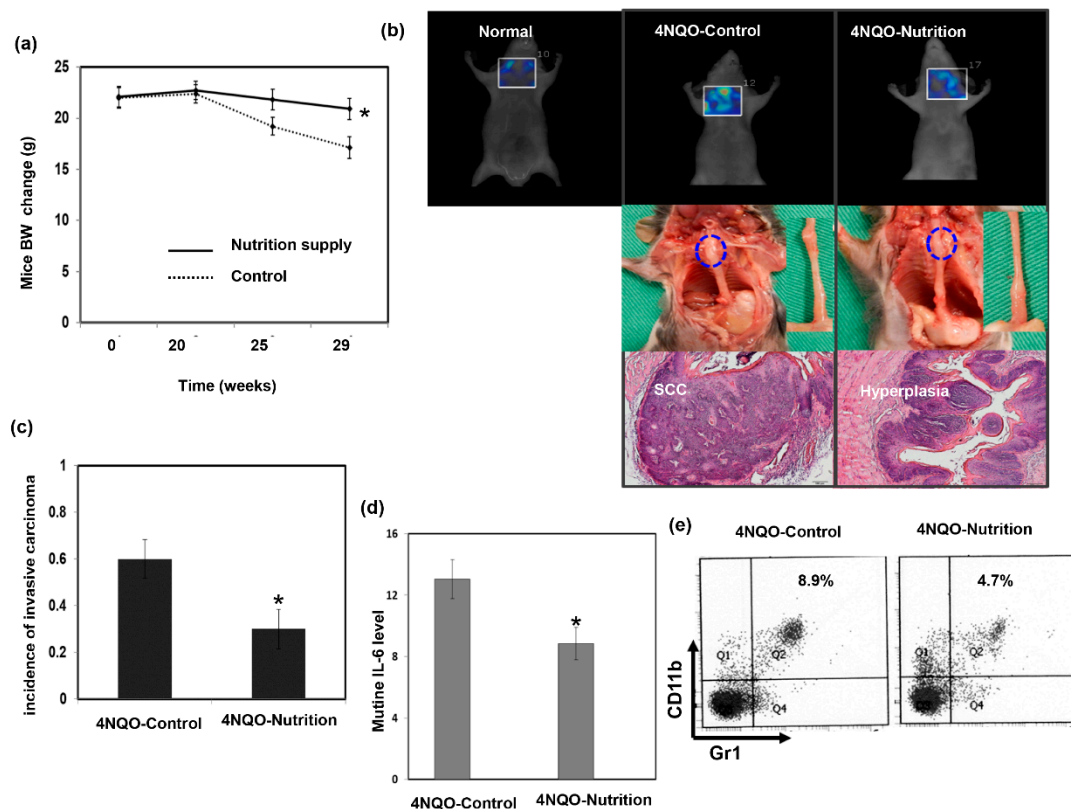 (a)
Mice BW change (g)
25
20
15
10
5
0
Nutrition supply
Control
*
0 20 25 29
Time (weeks)
(b)
Normal
10
4NQO-Control
12
4NQO-Nutrition
17
SCC
Hyperplasia
(c)
incidence of invasive carcinoma
1
0.8
0.6
0.4
0.2
0
*
4NQO-Control 4NQO-Nutrition
(d)
Mutine IL-6 level
16
12
8
4
0
*
4NQO-Control 4NQO-Nutrition
(e)
4NQO-Control
8.9%
Q1 Q2
Q4
4NQO-Nutrition
4.7%
Q1 Q2
Q3 Q4
CD11b
Gr1